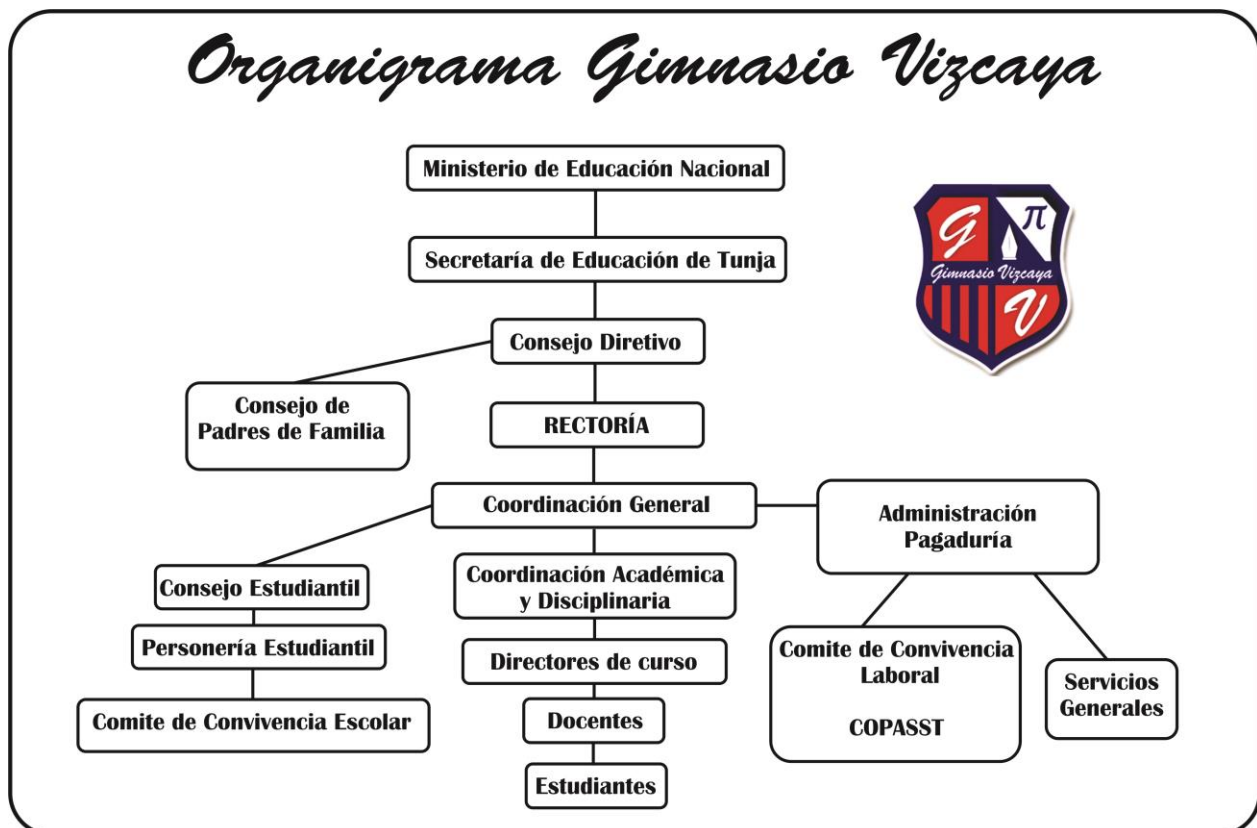 Organigrama Gimnasio Vizcaya
Ministerio de Educación Nacional
Secretaría de Educación de Tunja
Consejo Diretivo
Consejo de
Padres de Familia
RECTORÍA
Coordinación General
Administración
Pagaduría
Consejo Estudiantil
Personería Estudiantil
Comite de Convivencia Escolar
Coordinación Académica
y Disciplinaria
Directores de curso
Docentes
Estudiantes
Comite de Convivencia
Laboral
COPASST
Servicios
Generales
G π
Gimnasio Vizcaya
V